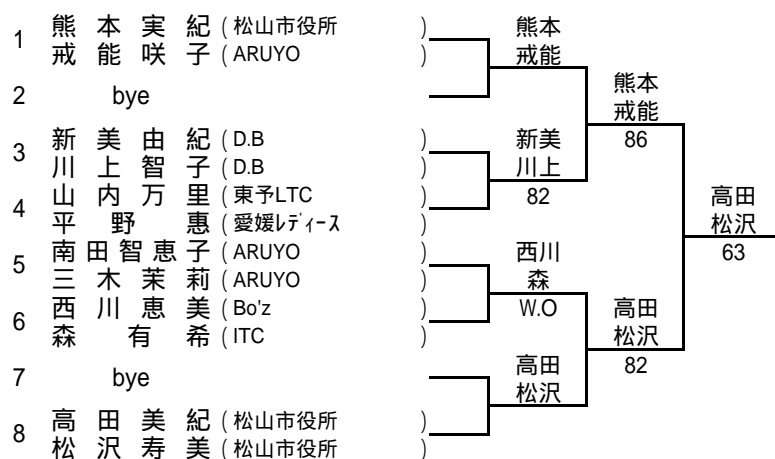 1 熊本実紀 (松山市役所)
戒能咲子 (ARUYO)
2 bye
3 新美由紀 (D.B)
川上智子 (D.B)
4 山内万里 (東予LTC)
平野恵 (愛媛ﾚﾃﾞｨｰｽ)
5 南田智恵子 (ARUYO)
三木茉莉 (ARUYO)
6 西川恵美 (Bo'z)
森有希 (ITC)
7 bye
8 高田美紀 (松山市役所)
松沢寿美 (松山市役所)
熊本
戒能
新美
川上
82
西川
森
W.O
高田
松沢
熊本
戒能
86
高田
松沢
82
高田
松沢
63